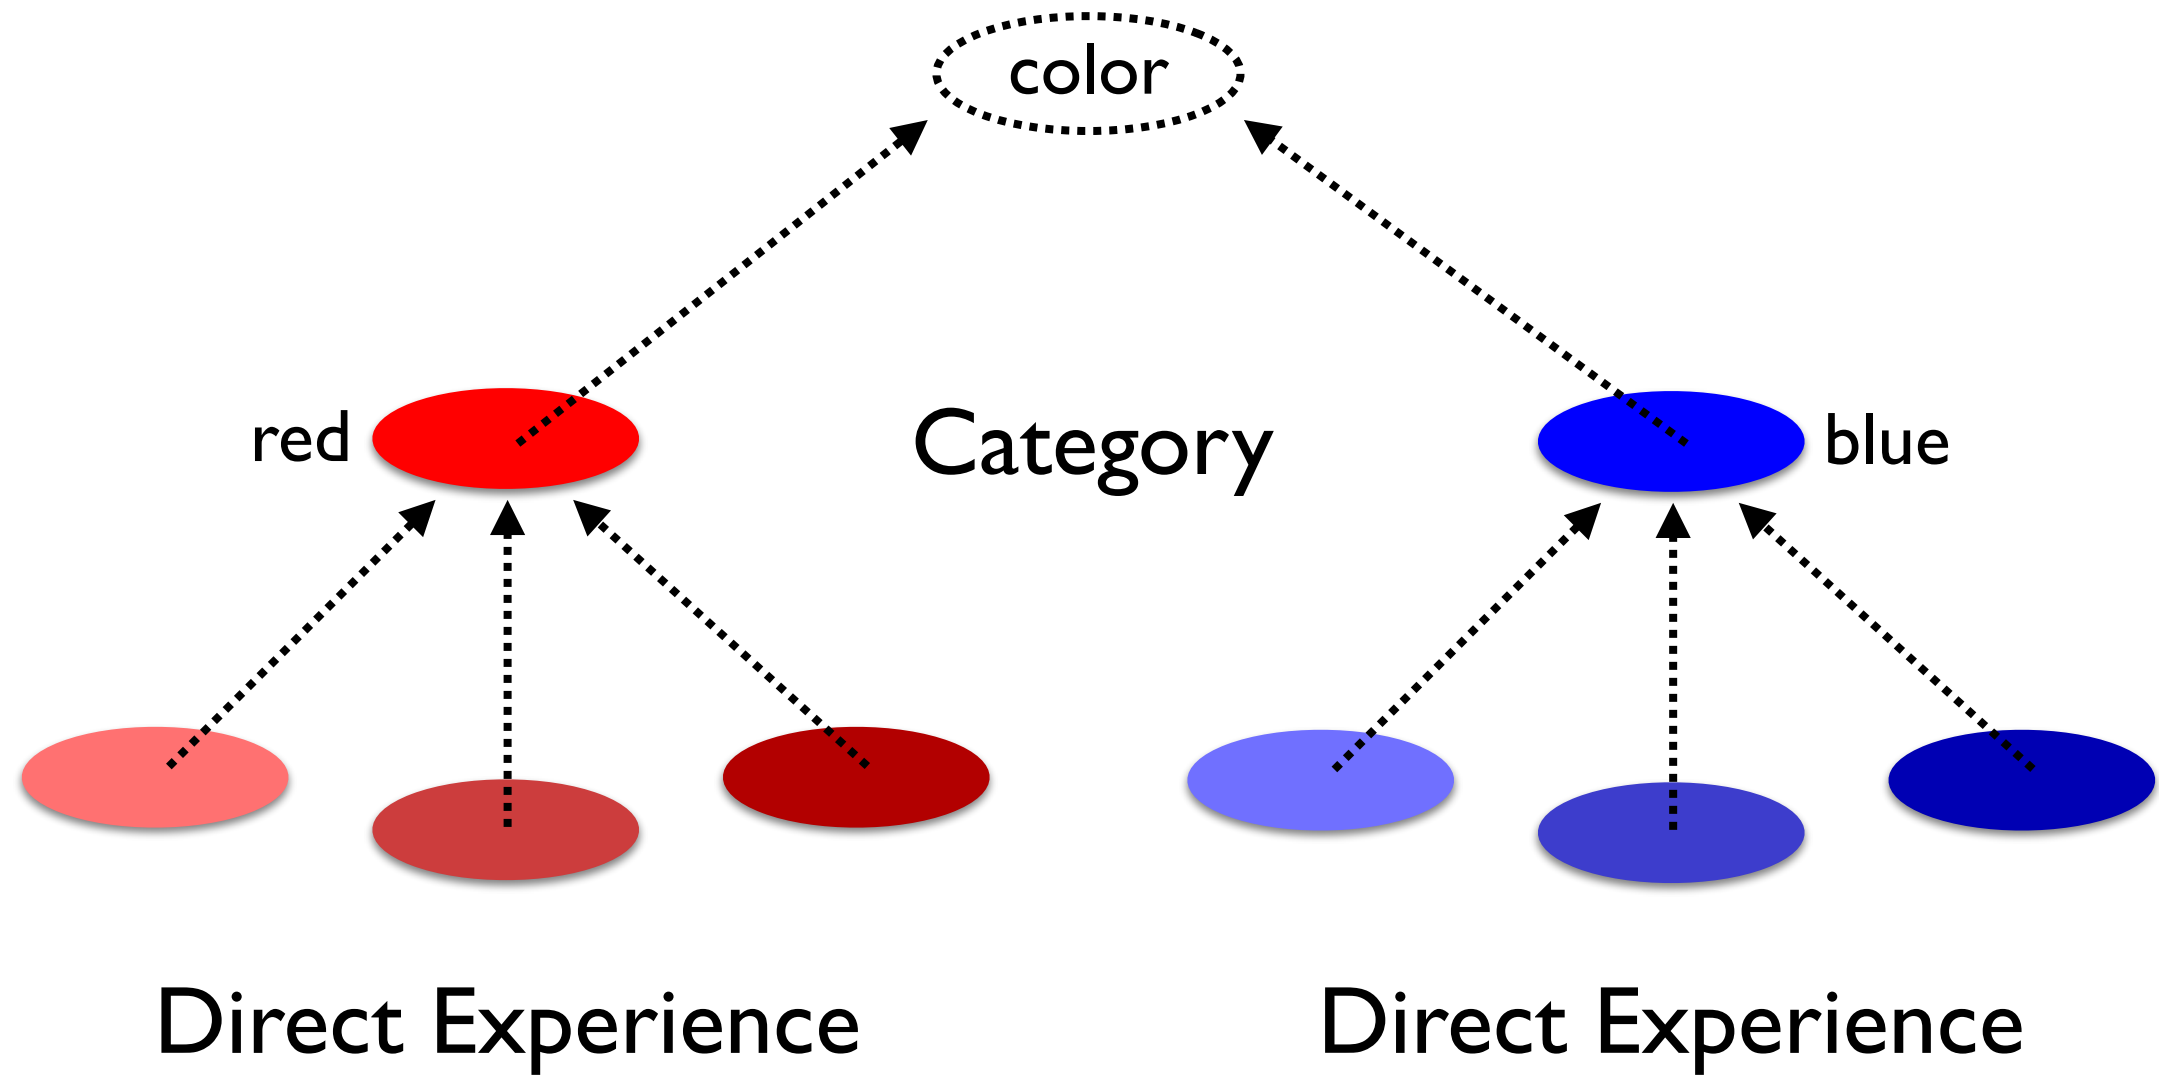 color
red
Category
blue
Direct Experience
Direct Experience